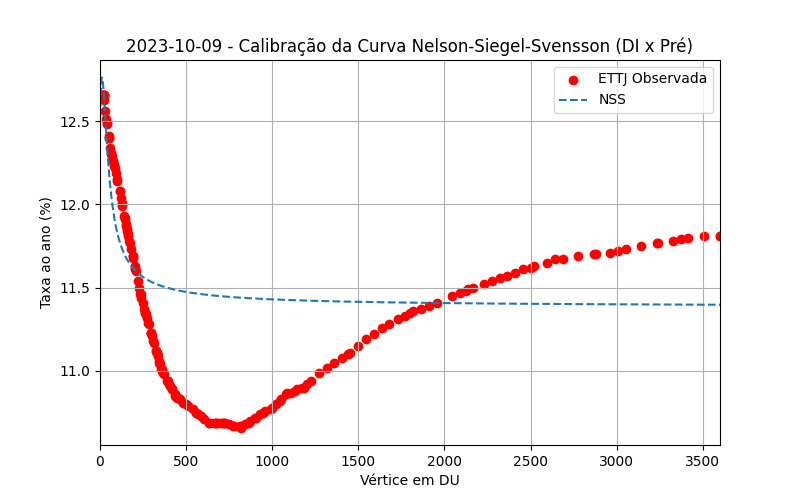 2023-10-09 - Calibração da Curva Nelson-Siegel-Svensson (DI x Pré)
ETTJ Observada
NSS
Taxa ao ano (%)
12.5
12.0
11.5
11.0
0 500 1000 1500 2000 2500 3000 3500
Vértice em DU